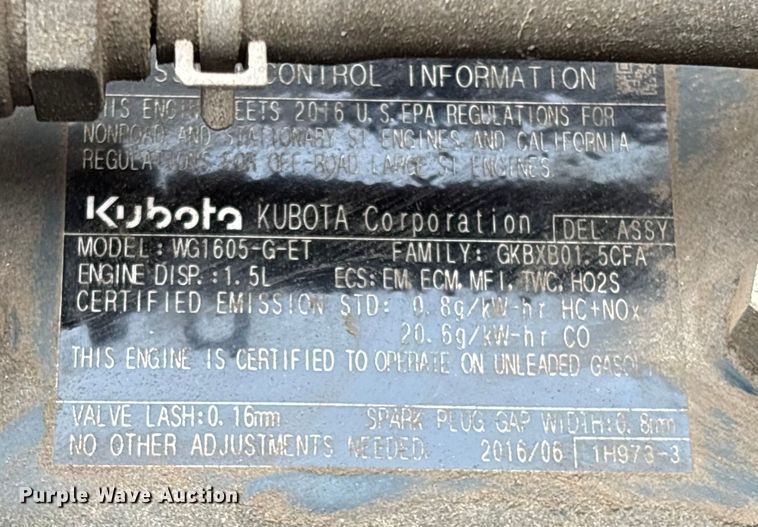 CONTROL INFORMATION
THIS ENGINE MEETS 2016 U.S. EPA REGULATIONS FOR
NONROAD AND STATIONARY SI ENGINES AND CALIFORNIA
REGULATIONS FOR OFF-ROAD LARGE SI ENGINES.
Kubota KUBOTA Corporation DEL ASSY
MODEL: WG1605-G-ET FAMILY: GKBXB01.5CFA
ENGINE DISP.:1.5L ECS:EM,ECM,MFI,TWC,HO2S
CERTIFIED EMISSION STD: 0.8g/kW-hr HC+NOx
20.6g/kW-hr CO
THIS ENGINE IS CERTIFIED TO OPERATE ON UNLEADED
VALVE LASH:0.16mm SPARK PLUG GAP WIDTH:0.8mm
NO OTHER ADJUSTMENTS NEEDED. 2016/06 1H973-3
Purple Wave Auction